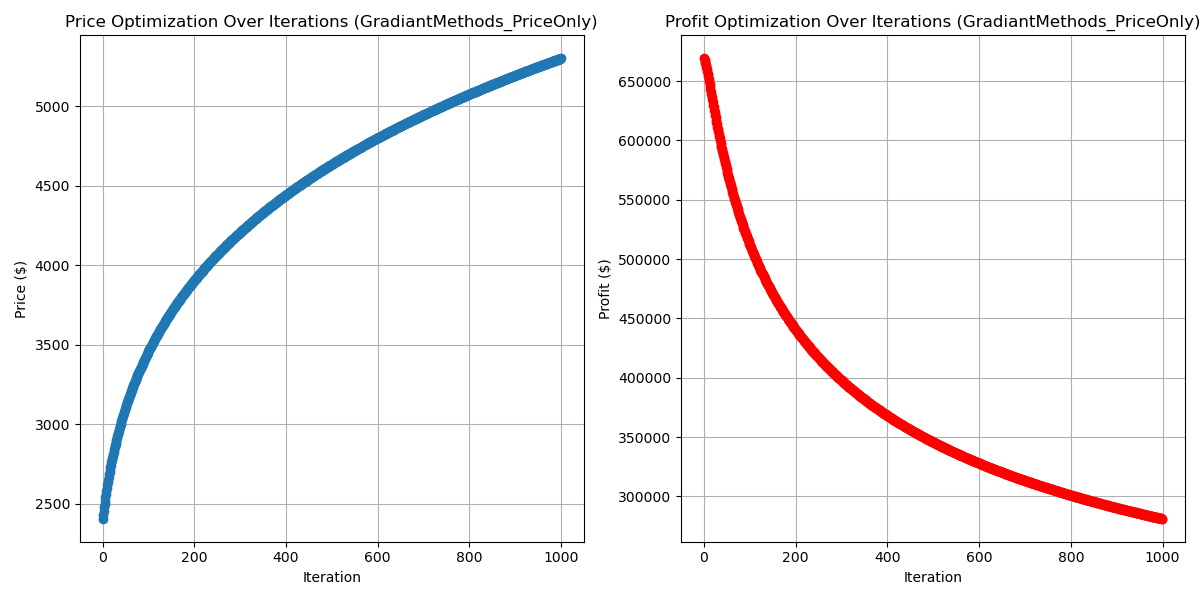 Price Optimization Over Iterations (GradiantMethods_PriceOnly)
5000
4500
4000
3500
3000
2500
Price ($)
0 200 400 600 800 1000
Iteration
Profit Optimization Over Iterations (GradiantMethods_PriceOnly)
650000
600000
550000
500000
450000
400000
350000
300000
Profit ($)
0 200 400 600 800 1000
Iteration